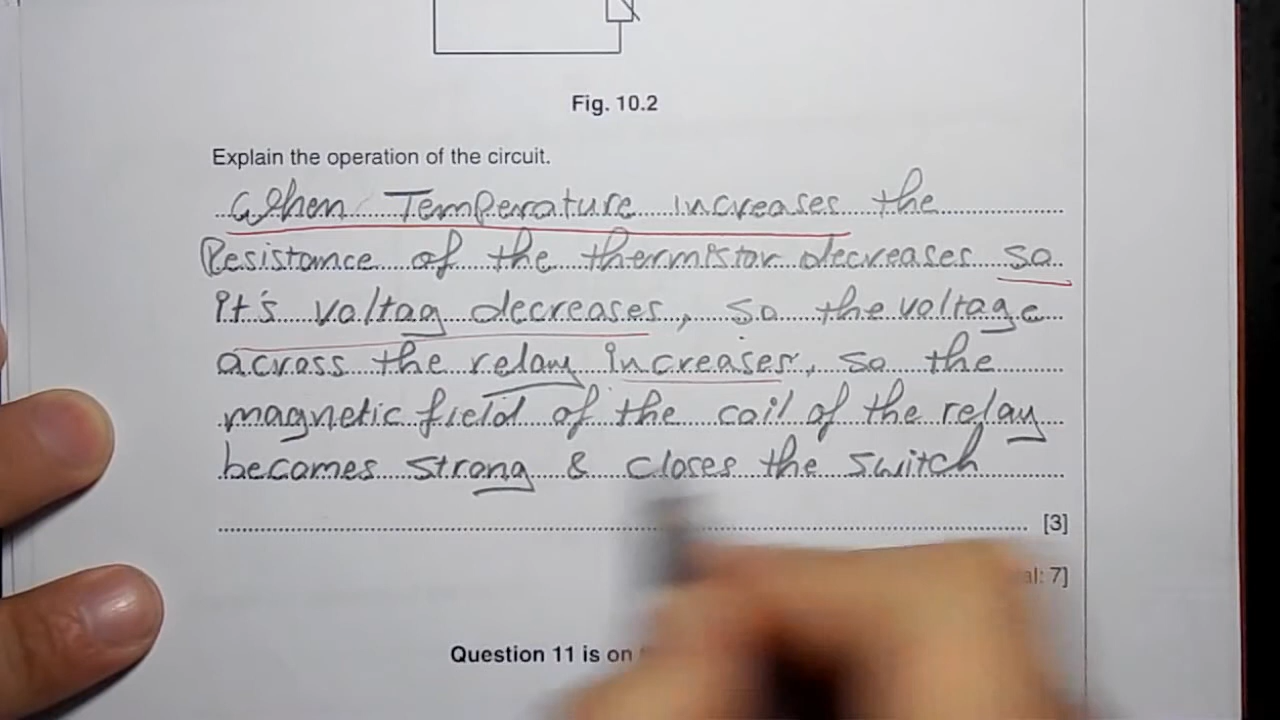 Fig. 10.2
Explain the operation of the circuit.
When Temperature increases the
Resistance of the thermistor decreases so
it's voltag decreases, so the voltage
across the relay increases, so the
magnetic field of the coil of the relay
becomes strong & closes the switch
[3]
al: 7]
Question 11 is on